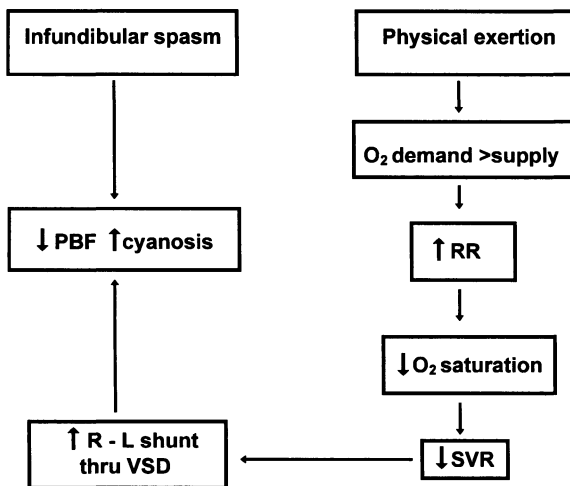 Infundibular spasm
Physical exertion
O₂ demand >supply
↓ PBF ↑ cyanosis
↑ RR
↓ O₂ saturation
↑ R - L shunt
thru VSD
↓ SVR